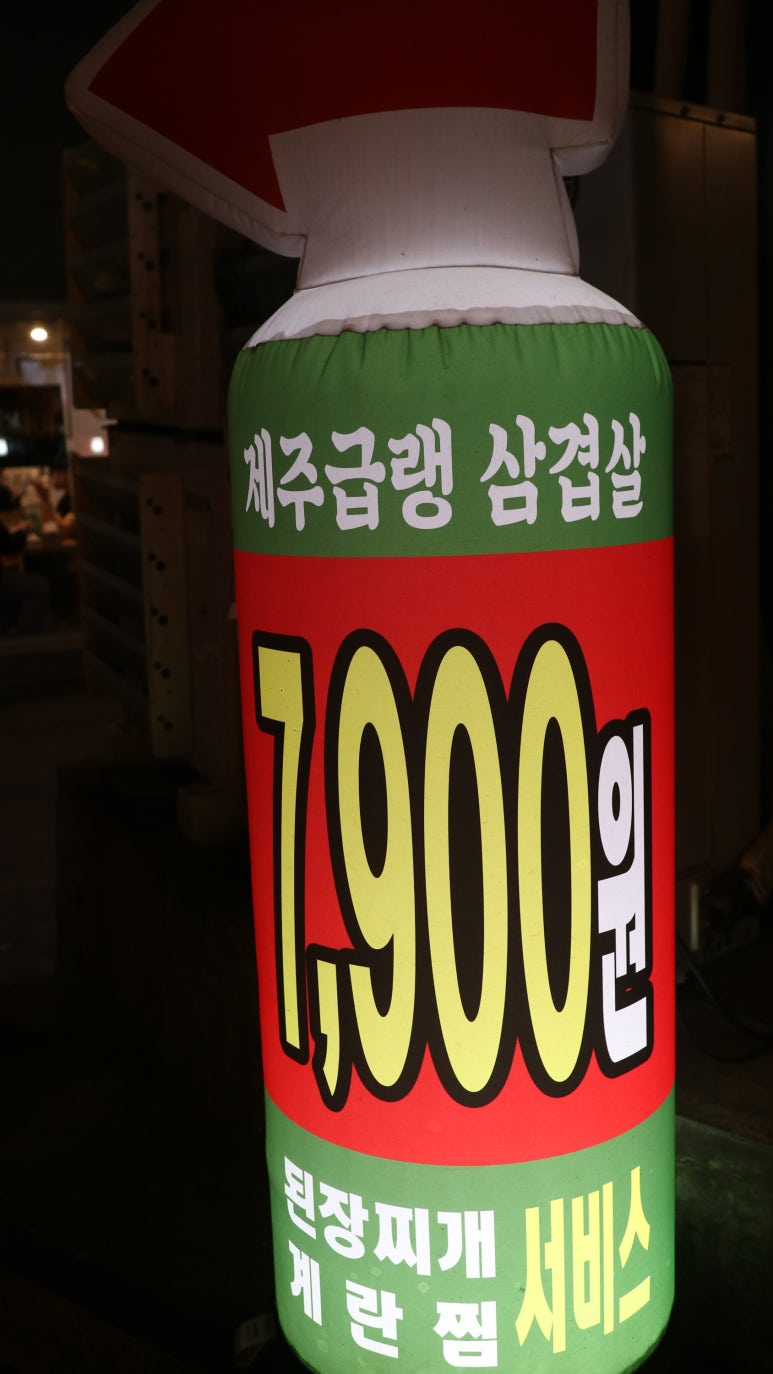 제주급랭 삼겹살
7,900원
된장찌개
계란찜
서비스